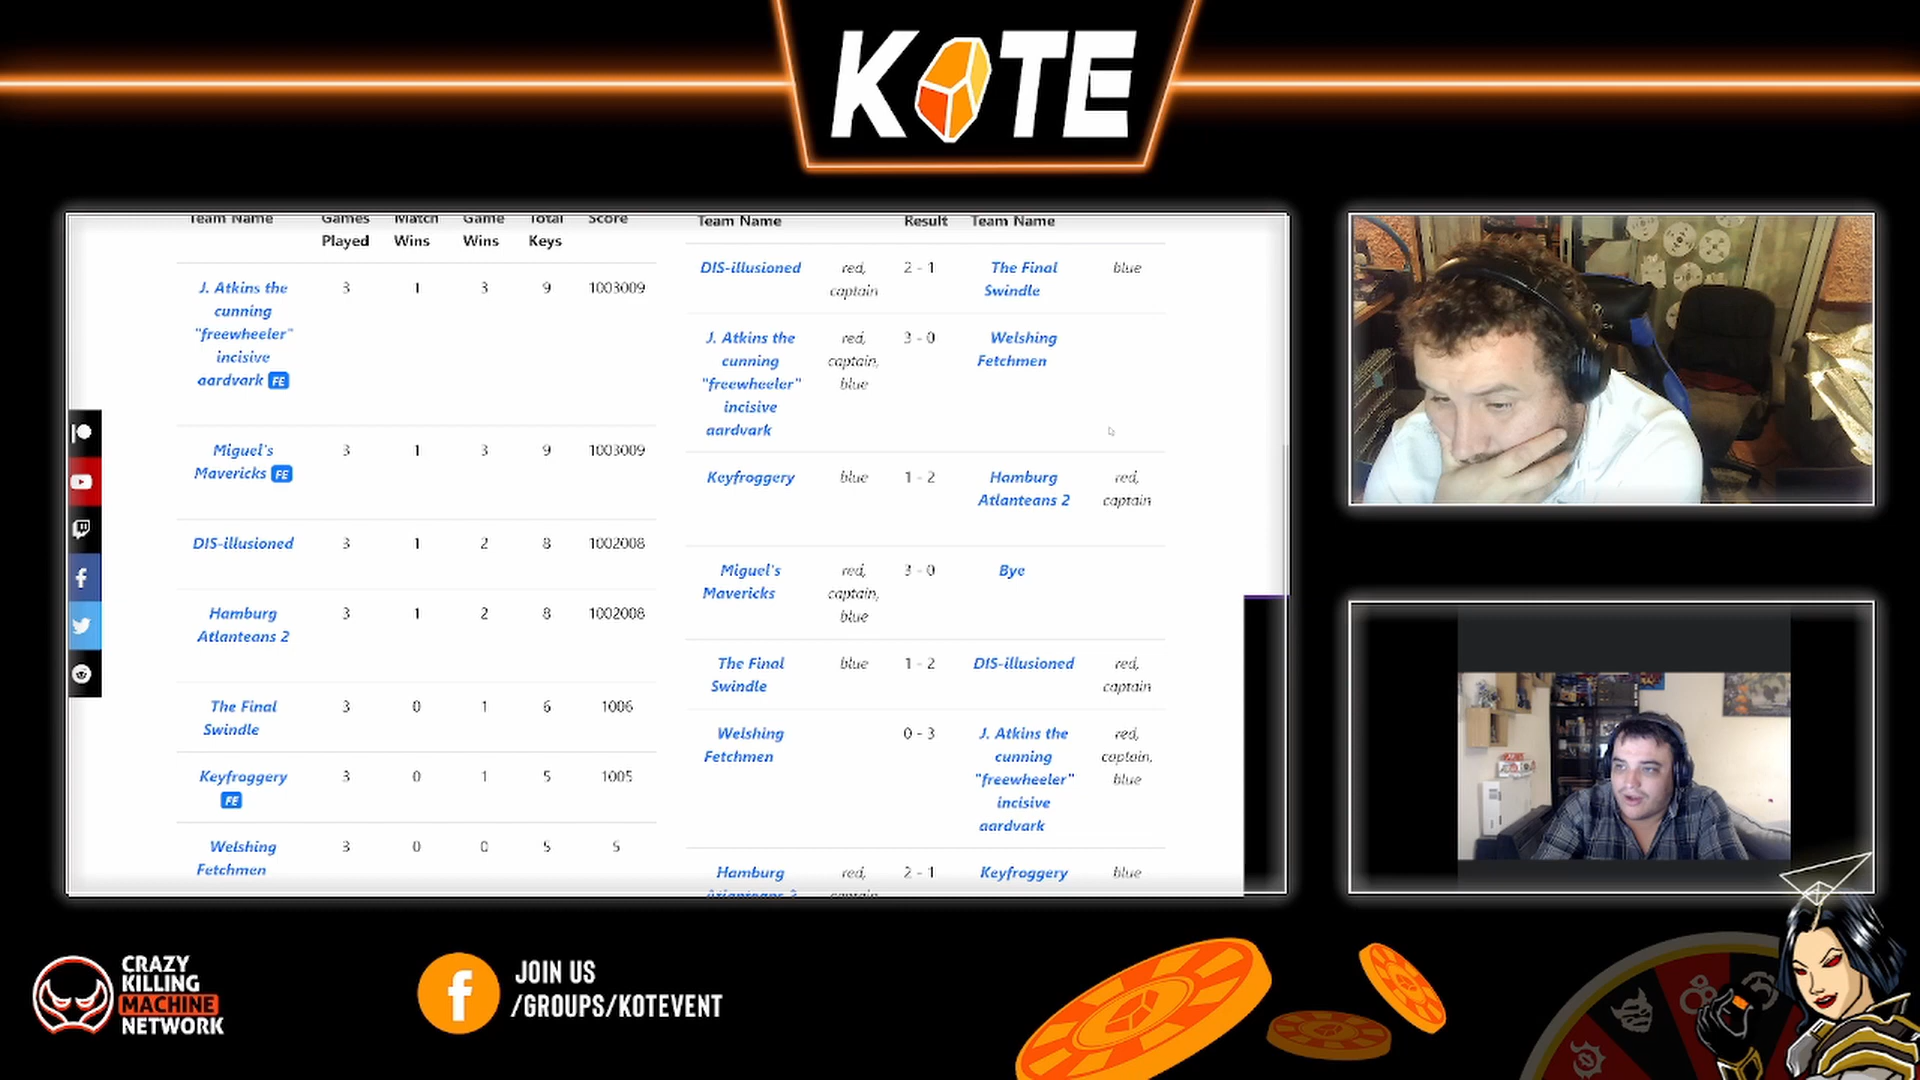 KOTE
Team Name Games Match Game Total Score
Played Wins Wins Keys
J. Atkins the 3 1 3 9 1003009
cunning
"freewheeler"
incisive
aardvark FE
Miguel's 3 1 3 9 1003009
Mavericks FE
DIS-illusioned 3 1 2 8 1002008
Hamburg 3 1 2 8 1002008
Atlanteans 2
The Final 3 0 1 6 1006
Swindle
Keyfroggery 3 0 1 5 1005
FE
Welshing 3 0 0 5 5
Fetchmen
Team Name Result Team Name
DIS-illusioned red, 2 - 1 The Final blue
captain Swindle
J. Atkins the red, 3 - 0 Welshing
cunning captain, Fetchmen
"freewheeler" blue
incisive
aardvark
Keyfroggery blue 1 - 2 Hamburg red,
Atlanteans 2 captain
Miguel's red, 3 - 0 Bye
Mavericks captain,
blue
The Final blue 1 - 2 DIS-illusioned red,
Swindle captain
Welshing 0 - 3 J. Atkins the red,
Fetchmen cunning captain,
"freewheeler" blue
incisive
aardvark
Hamburg red, 2 - 1 Keyfroggery blue
Atlanteans 2 captain
CRAZY
KILLING
MACHINE
NETWORK
JOIN US
/GROUPS/KOTEVENT